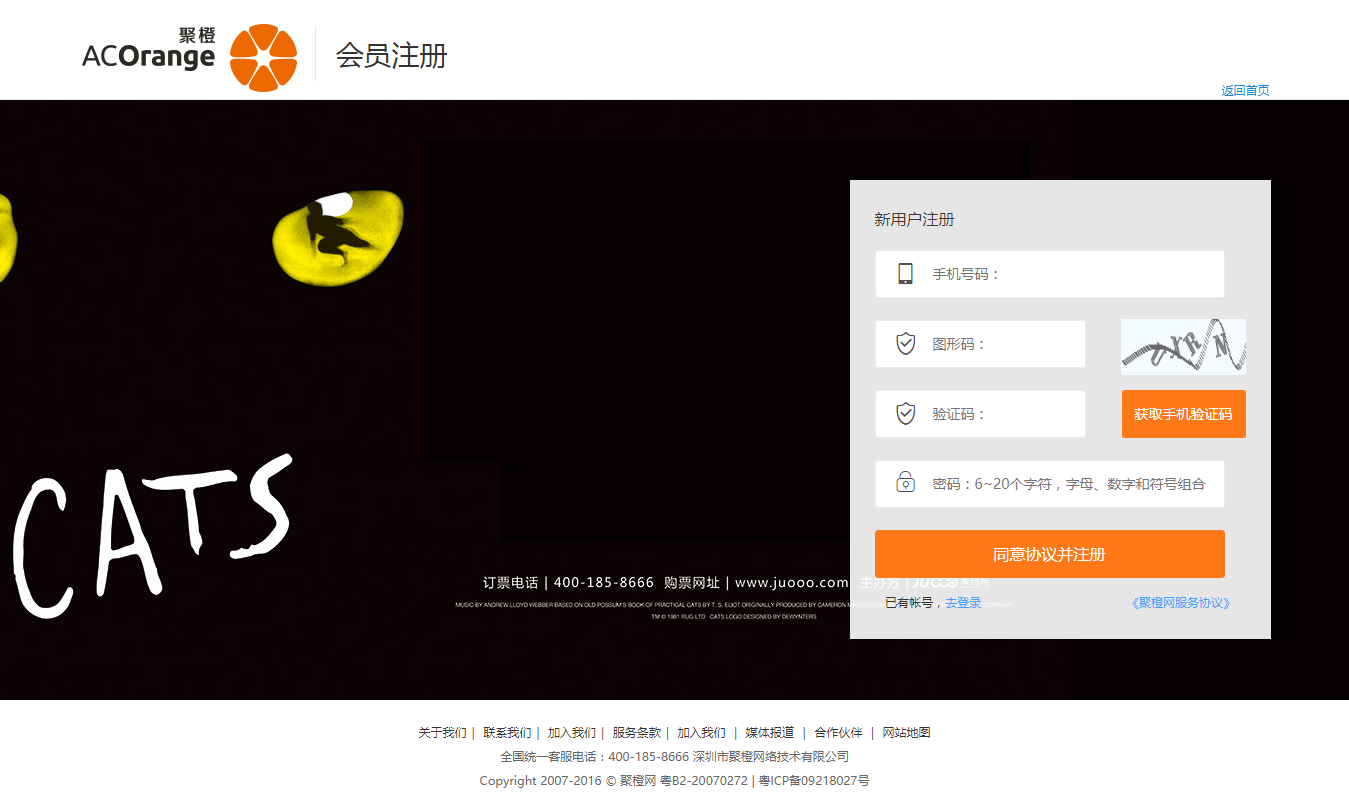 聚橙
ACOrange
会员注册
返回首页
新用户注册
手机号码：
图形码：
验证码：
获取手机验证码
密码：6~20个字符，字母、数字和符号组合
同意协议并注册
已有帐号，去登录
《聚橙网服务协议》
CATS
订票电话 | 400-185-8666 购票网址 | www.juooo.com 主办方 | JUOOO 聚橙网
MUSIC BY ANDREW LLOYD WEBBER BASED ON OLD POSSUM'S BOOK OF PRACTICAL CATS BY T. S. ELIOT ORIGINALLY PRODUCED BY CAMERON
TM © 1981 RUG LTD CATS LOGO DESIGNED BY DEWYNTERS
关于我们 | 联系我们 | 加入我们 | 服务条款 | 加入我们 | 媒体报道 | 合作伙伴 | 网站地图
全国统一客服电话：400-185-8666 深圳市聚橙网络技术有限公司
Copyright 2007-2016 © 聚橙网 粤B2-20070272 | 粤ICP备09218027号